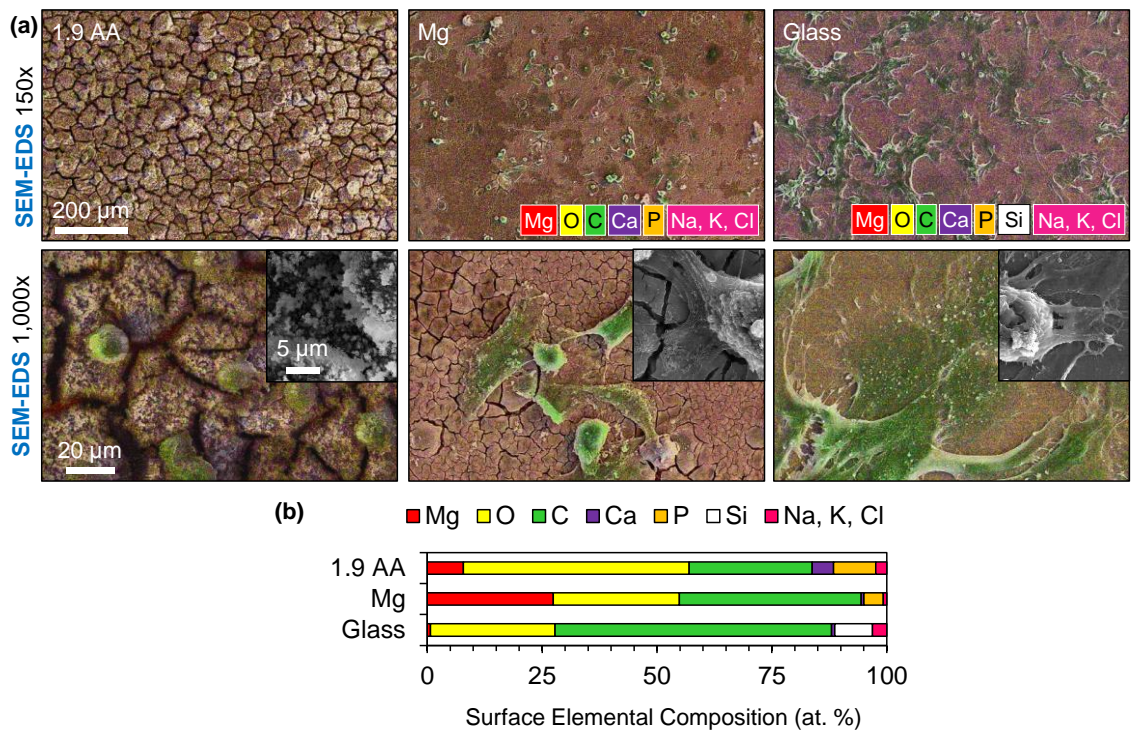 (a)
1.9 AA
Mg
Glass
SEM-EDS 150x
200 µm
Mg O C Ca P Na, K, Cl
Mg O C Ca P Si Na, K, Cl
SEM-EDS 1,000x
5 µm
20 µm
(b)
Mg O C Ca P Si Na, K, Cl
1.9 AA
Mg
Glass
0 25 50 75 100
Surface Elemental Composition (at. %)